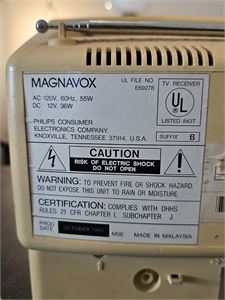 MAGNAVOX
UL FILE NO.
E69278
AC 120V, 60Hz, 55W
DC 12V, 36W
PHILIPS CONSUMER
ELECTRONICS COMPANY.
KNOXVILLE, TENNESSEE 37914, U.S.A.
TV RECEIVER
UL
LISTED 843T
SUFFIX B
CAUTION
RISK OF ELECTRIC SHOCK
DO NOT OPEN
WARNING: TO PREVENT FIRE OR SHOCK HAZARD.
DO NOT EXPOSE THIS UNIT TO RAIN OR MOISTURE
CERTIFICATION: COMPLIES WITH DHHS
RULES 21 CFR CHAPTER I. SUBCHAPTER J.
PROD
DATE
OCTOBER
MSE
MADE IN MALAYSIA